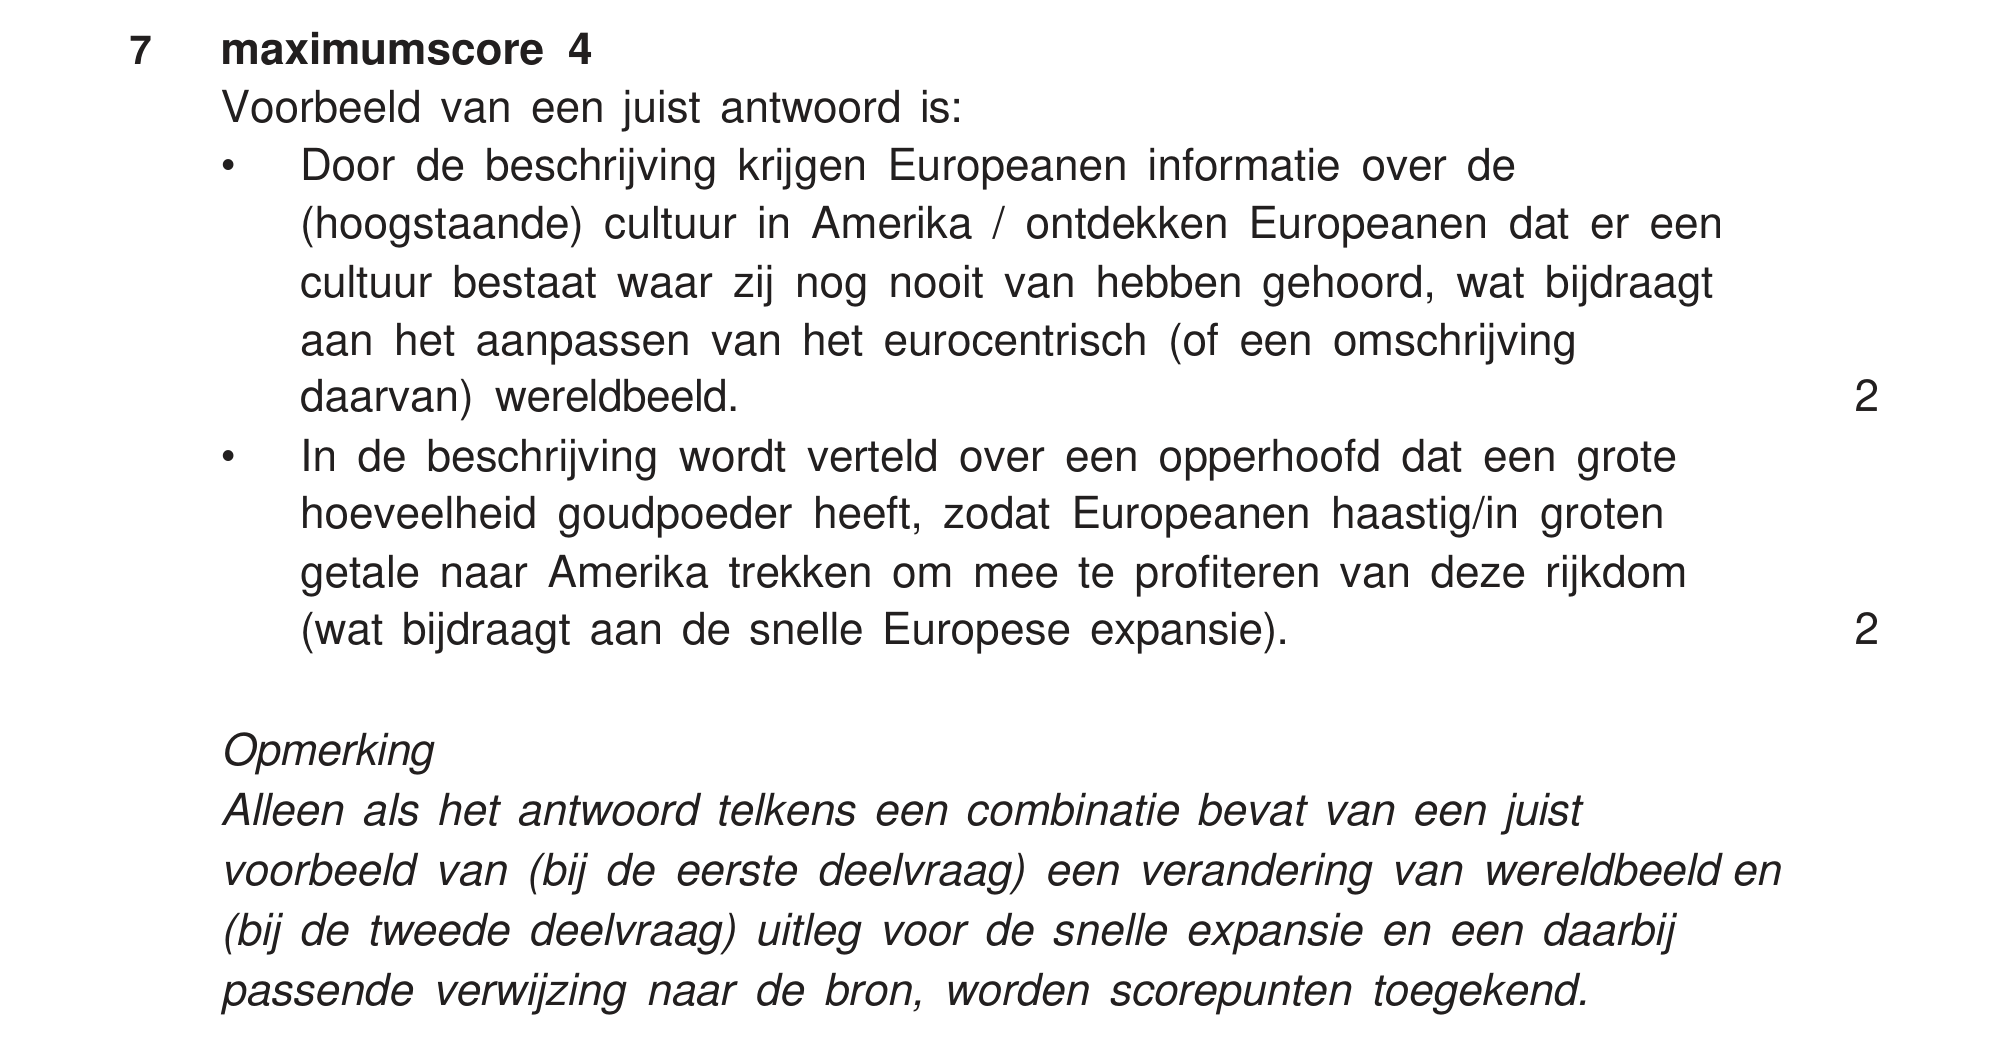 7 maximumscore 4
Voorbeeld van een juist antwoord is:
• Door de beschrijving krijgen Europeanen informatie over de
(hoogstaande) cultuur in Amerika / ontdekken Europeanen dat er een
cultuur bestaat waar zij nog nooit van hebben gehoord, wat bijdraagt
aan het aanpassen van het eurocentrisch (of een omschrijving
daarvan) wereldbeeld. 2
• In de beschrijving wordt verteld over een opperhoofd dat een grote
hoeveelheid goudpoeder heeft, zodat Europeanen haastig/in groten
getale naar Amerika trekken om mee te profiteren van deze rijkdom
(wat bijdraagt aan de snelle Europese expansie). 2
Opmerking
Alleen als het antwoord telkens een combinatie bevat van een juist
voorbeeld van (bij de eerste deelvraag) een verandering van wereldbeeld en
(bij de tweede deelvraag) uitleg voor de snelle expansie en een daarbij
passende verwijzing naar de bron, worden scorepunten toegekend.